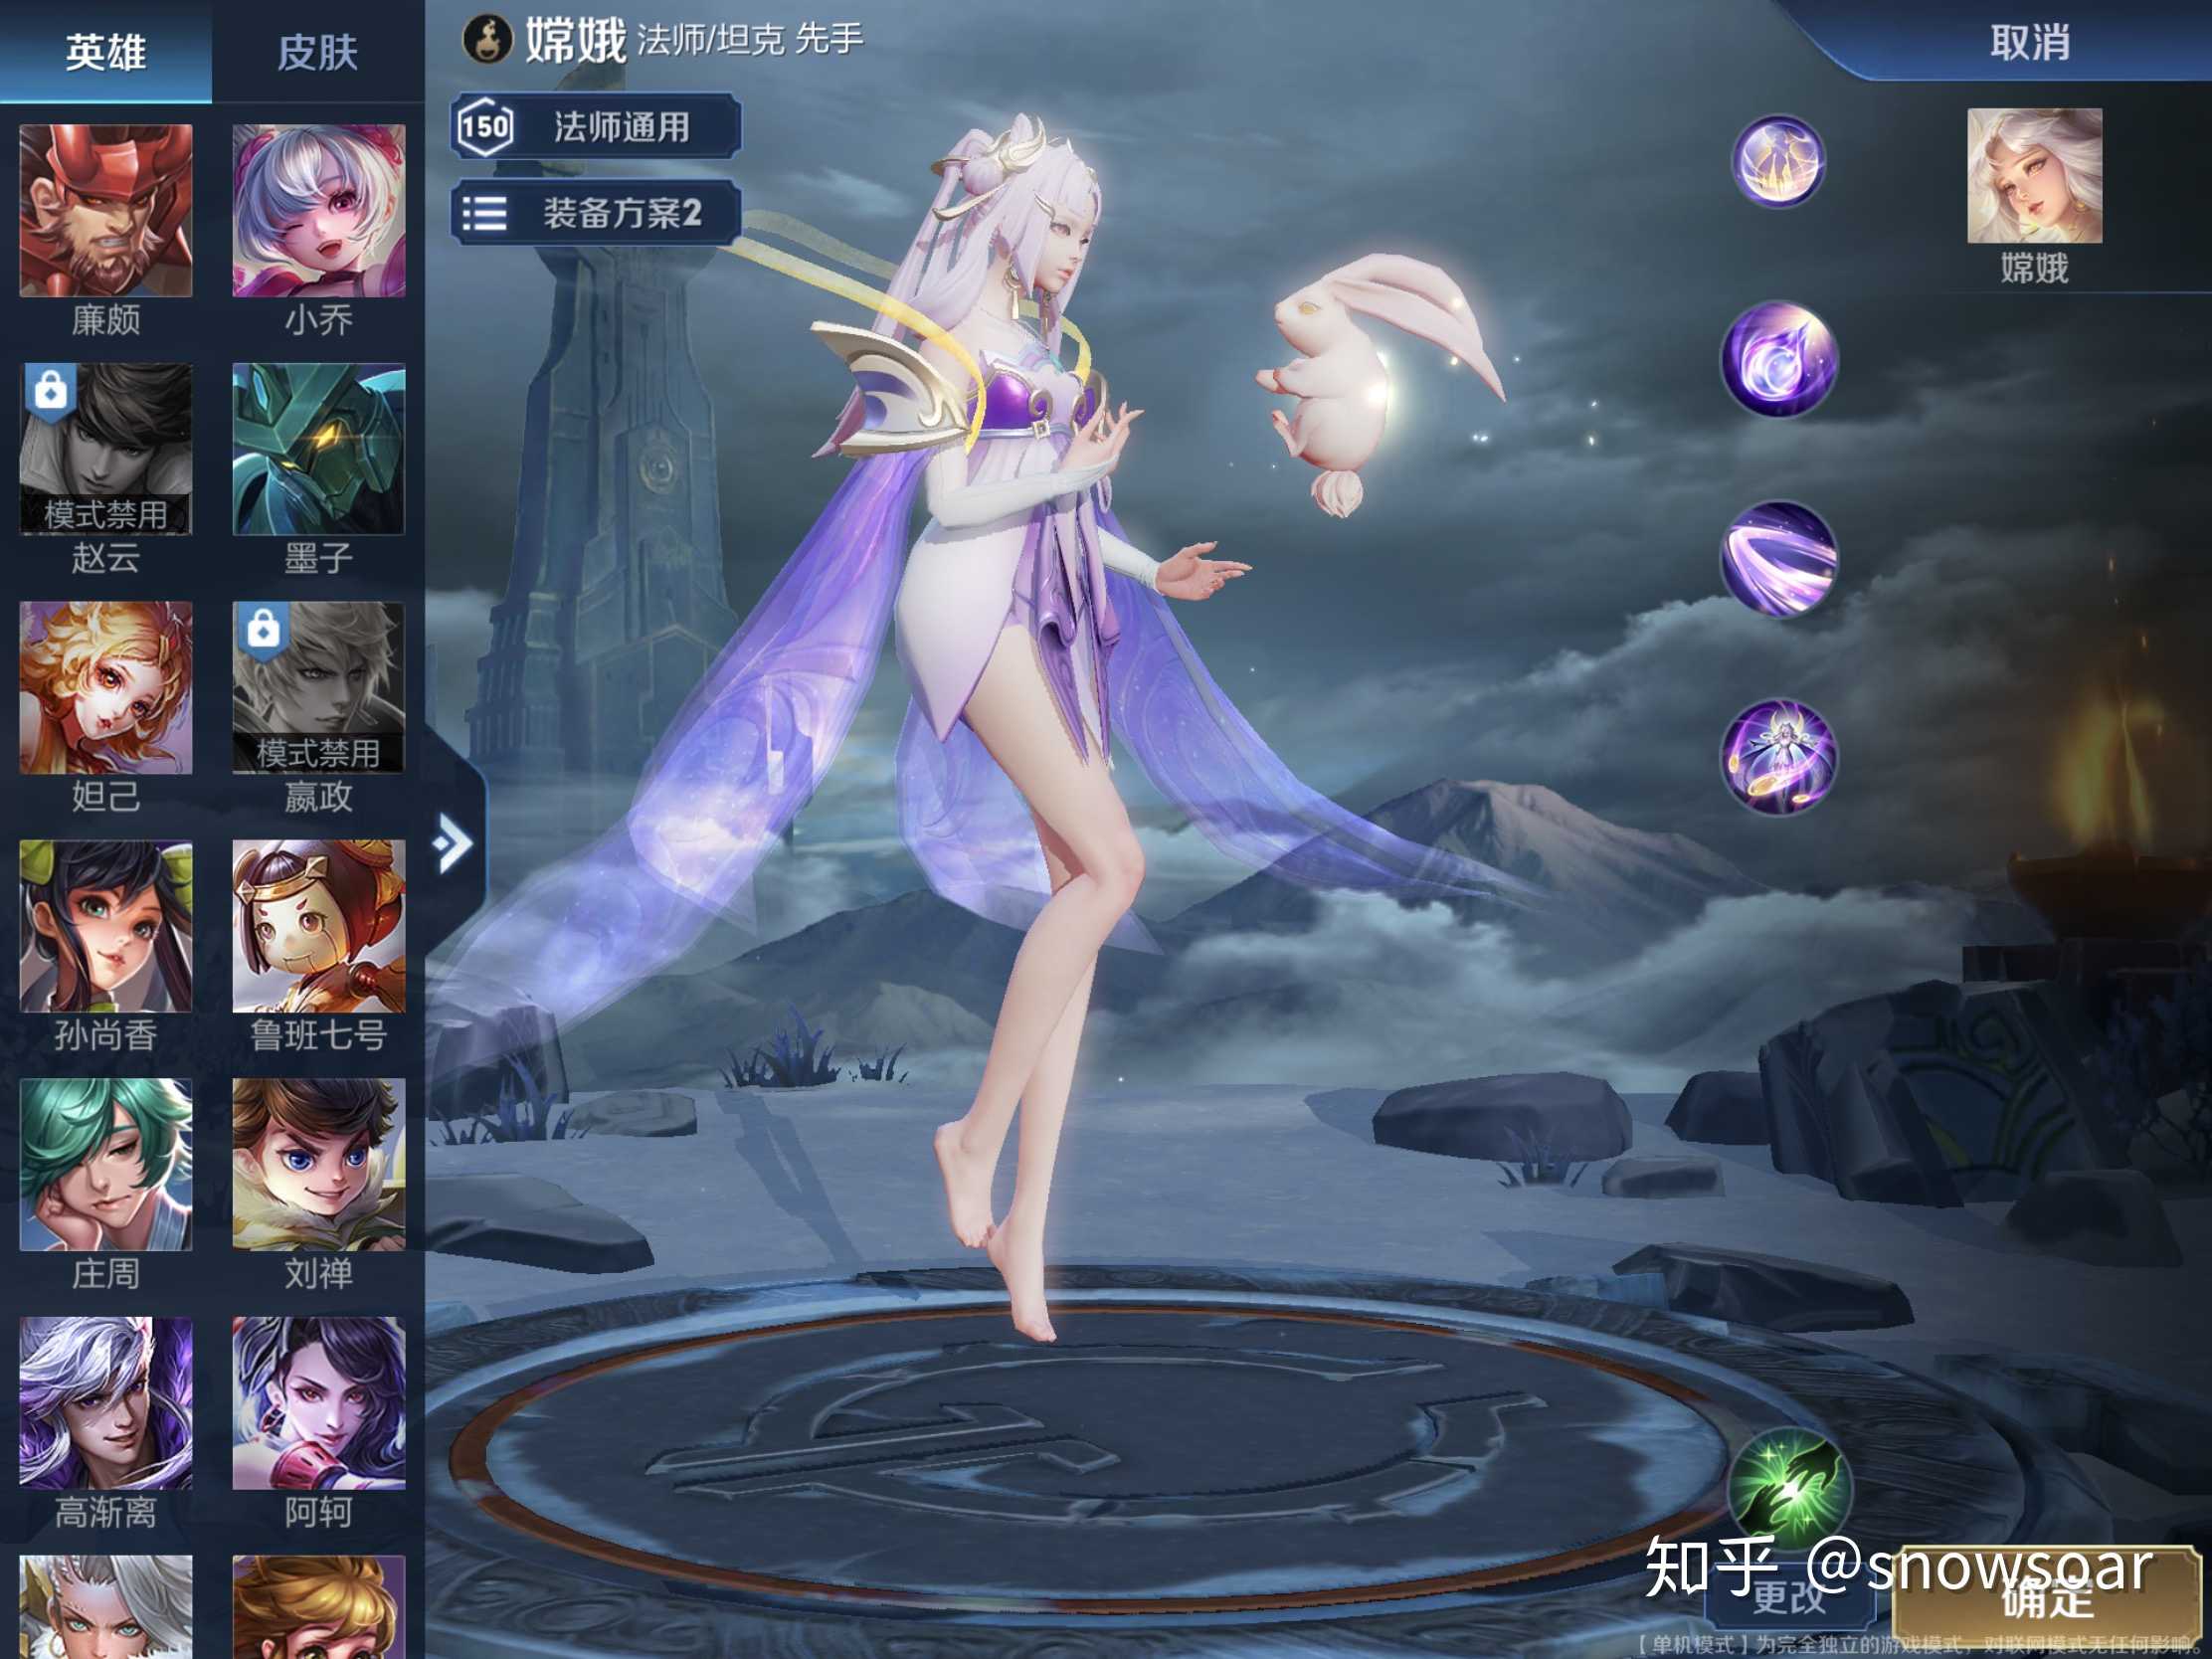 英雄
皮肤
嫦娥 法师/坦克 先手
取消
150 法师通用
装备方案2
嫦娥
廉颇
小乔
模式禁用
赵云
墨子
妲己
模式禁用
嬴政
孙尚香
鲁班七号
庄周
刘禅
高渐离
阿轲
知乎 @snowsoar
更改
确定
【单机模式】为完全独立的游戏模式，对联网模式无任何影响。